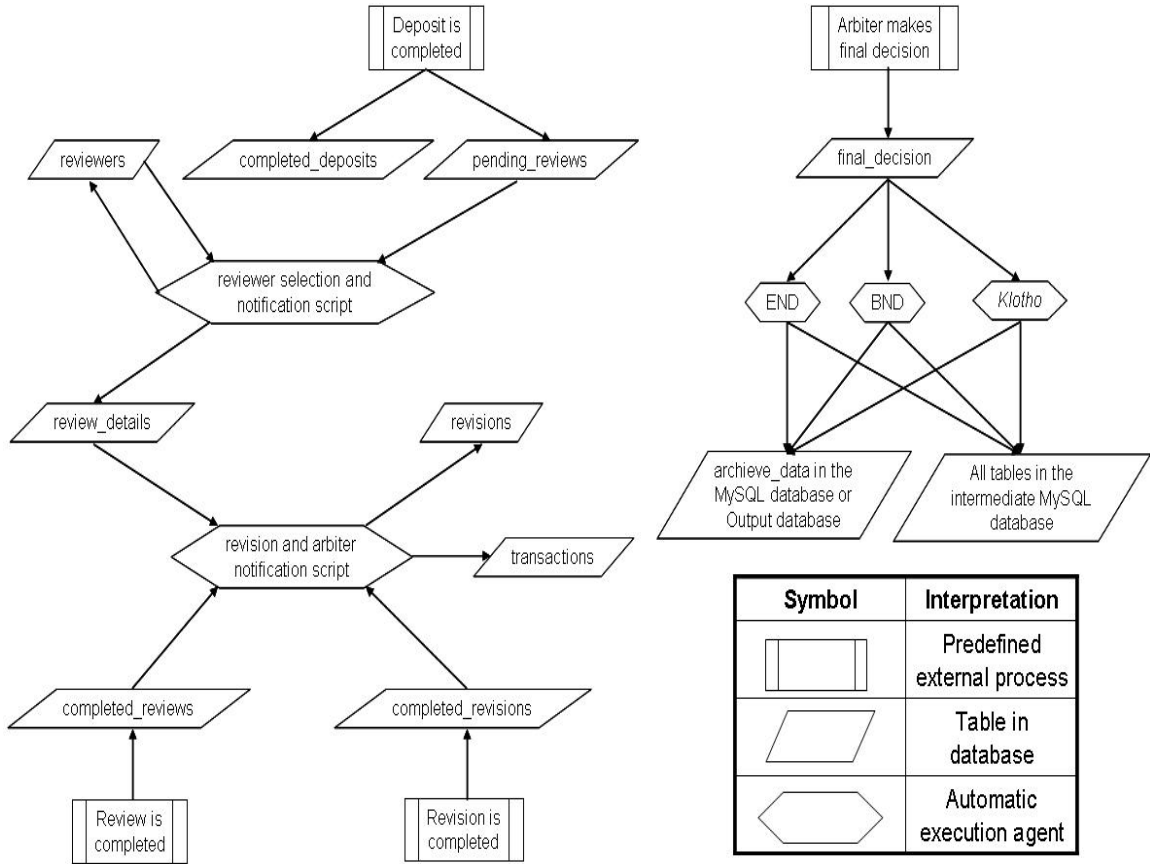 Deposit is
completed
completed_deposits
pending_reviews
reviewers
reviewer selection and
notification script
review_details
revisions
revision and arbiter
notification script
transactions
completed_reviews
completed_revisions
Review is
completed
Revision is
completed
Arbiter makes
final decision
final_decision
END
BND
Klotho
archieve_data in the
MySQL database or
Output database
All tables in the
intermediate MySQL
database
Symbol
Interpretation
Predefined
external process
Table in
database
Automatic
execution agent